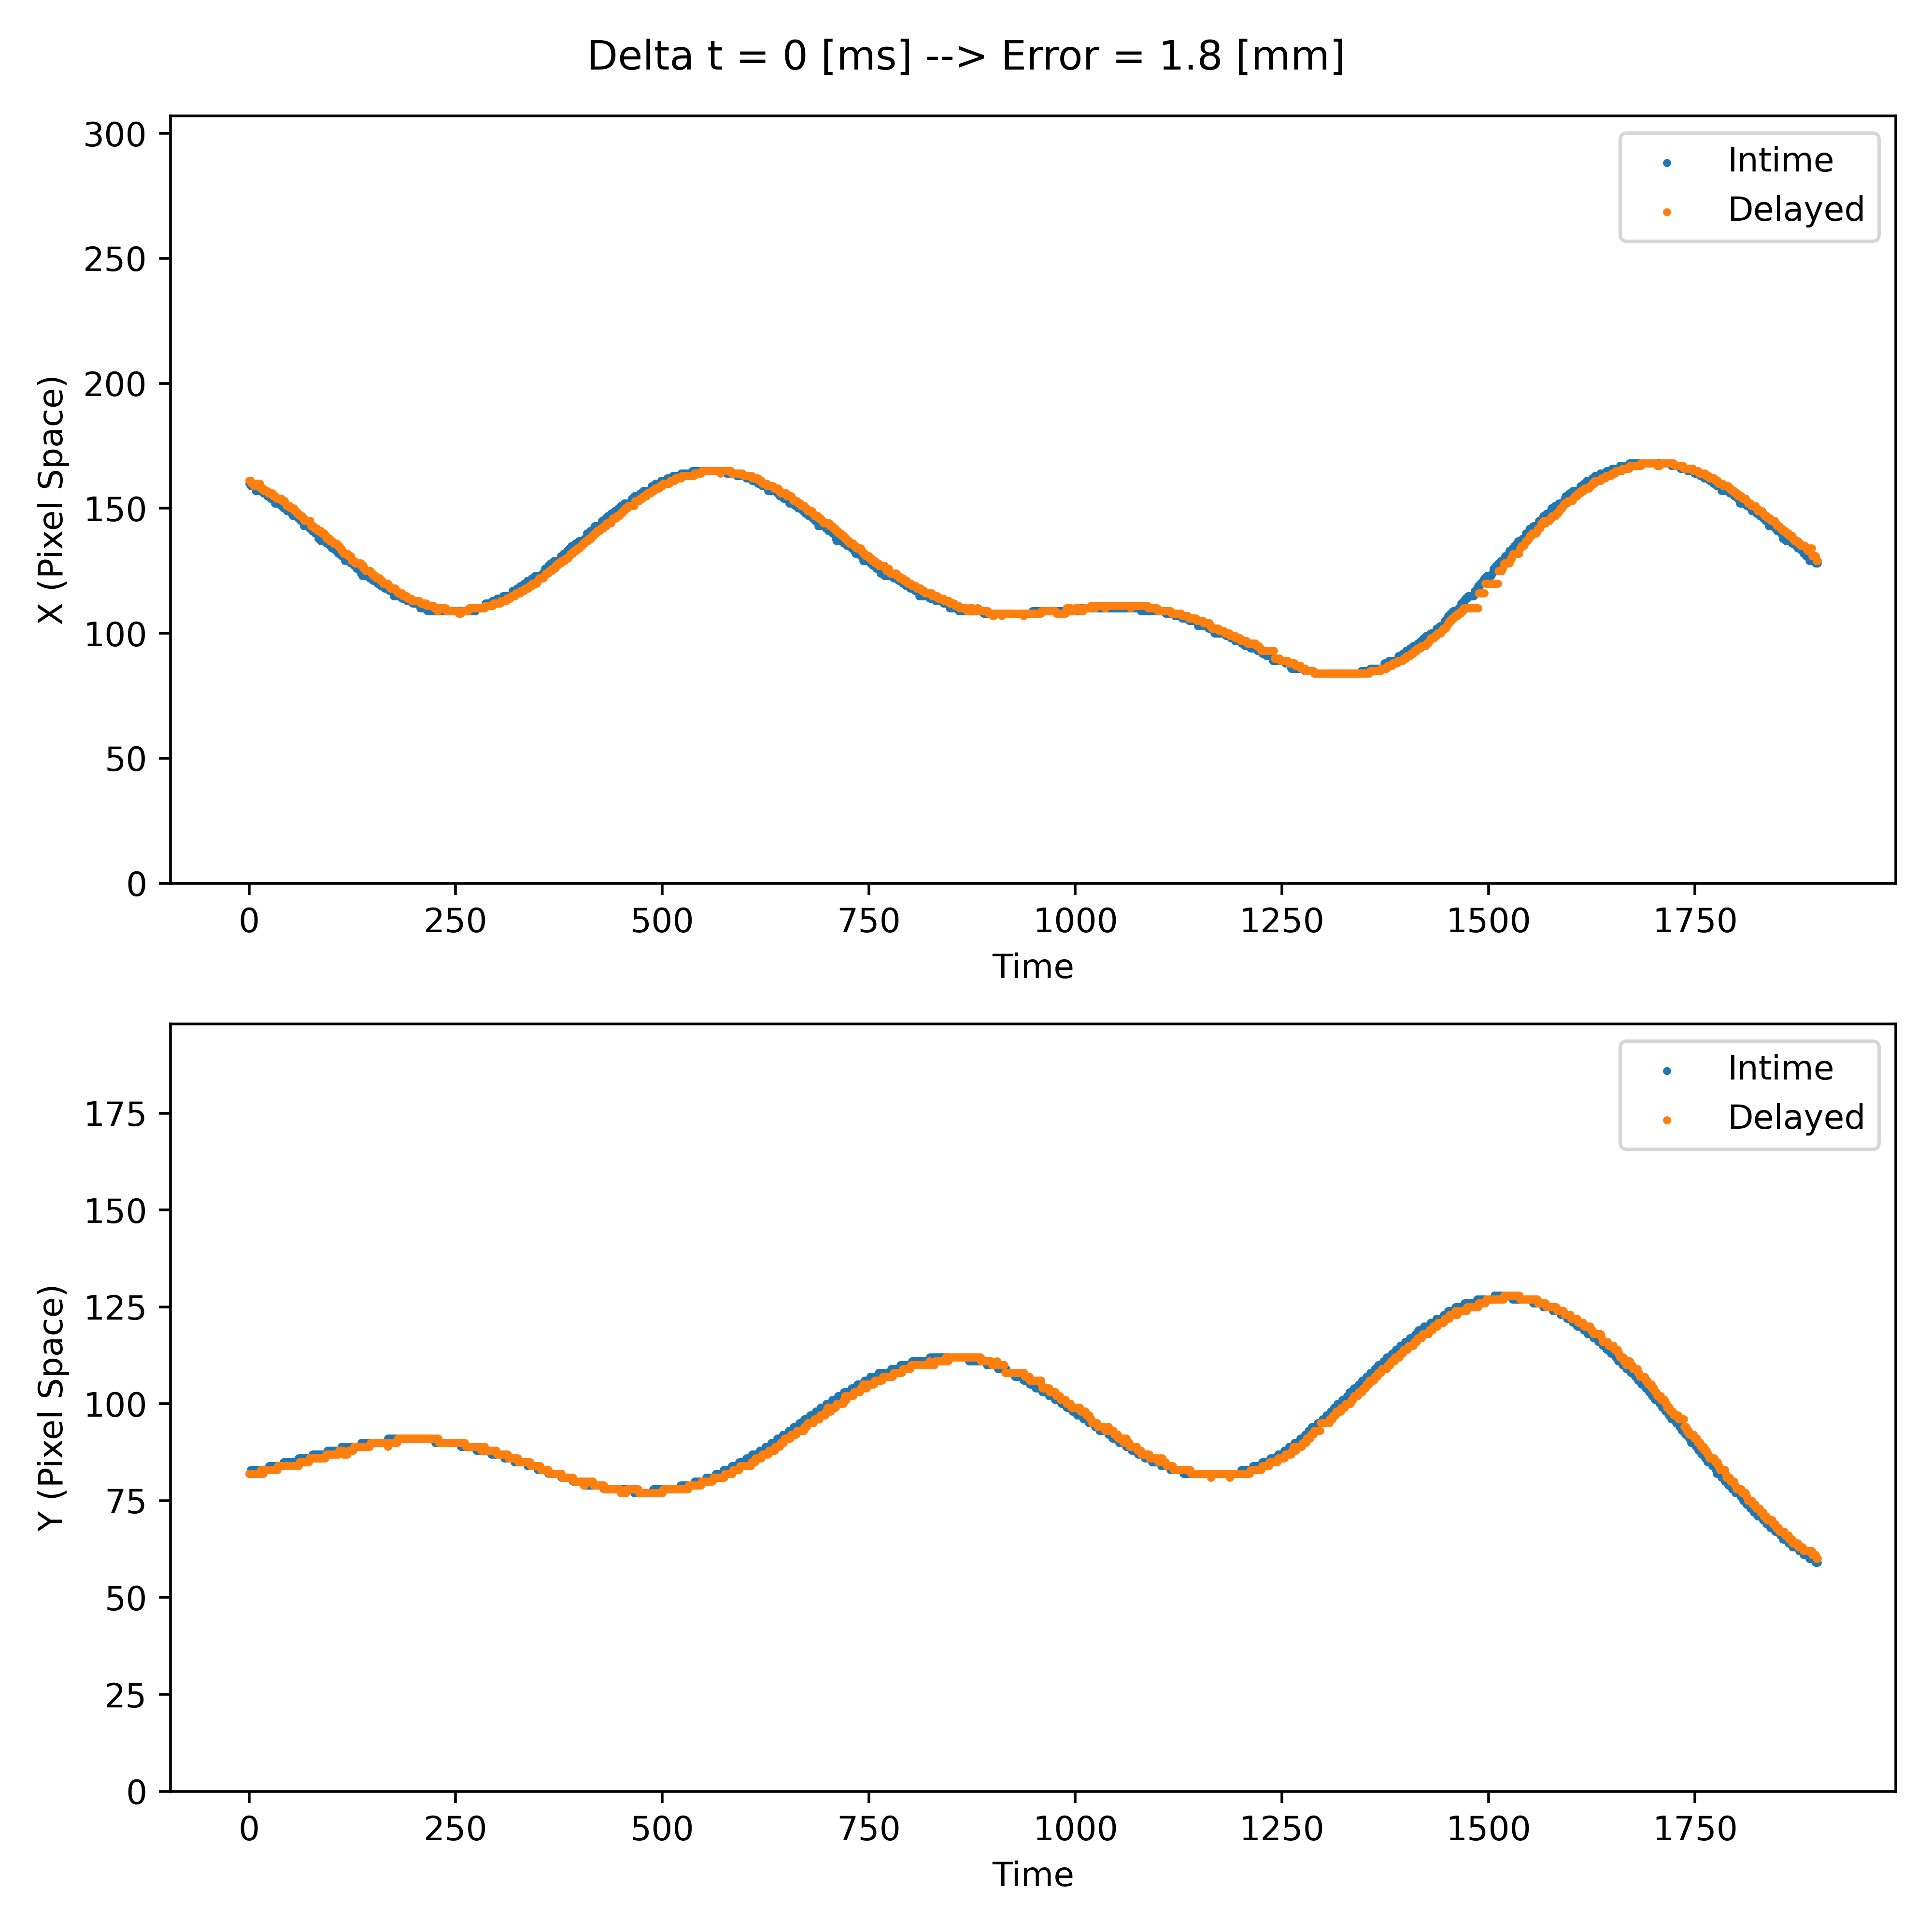 Delta t = 0 [ms] --> Error = 1.8 [mm]
300
250
200
150
100
50
0
X (Pixel Space)
Intime
Delayed
0 250 500 750 1000 1250 1500 1750
Time
175
150
125
100
75
50
25
0
Y (Pixel Space)
Intime
Delayed
0 250 500 750 1000 1250 1500 1750
Time